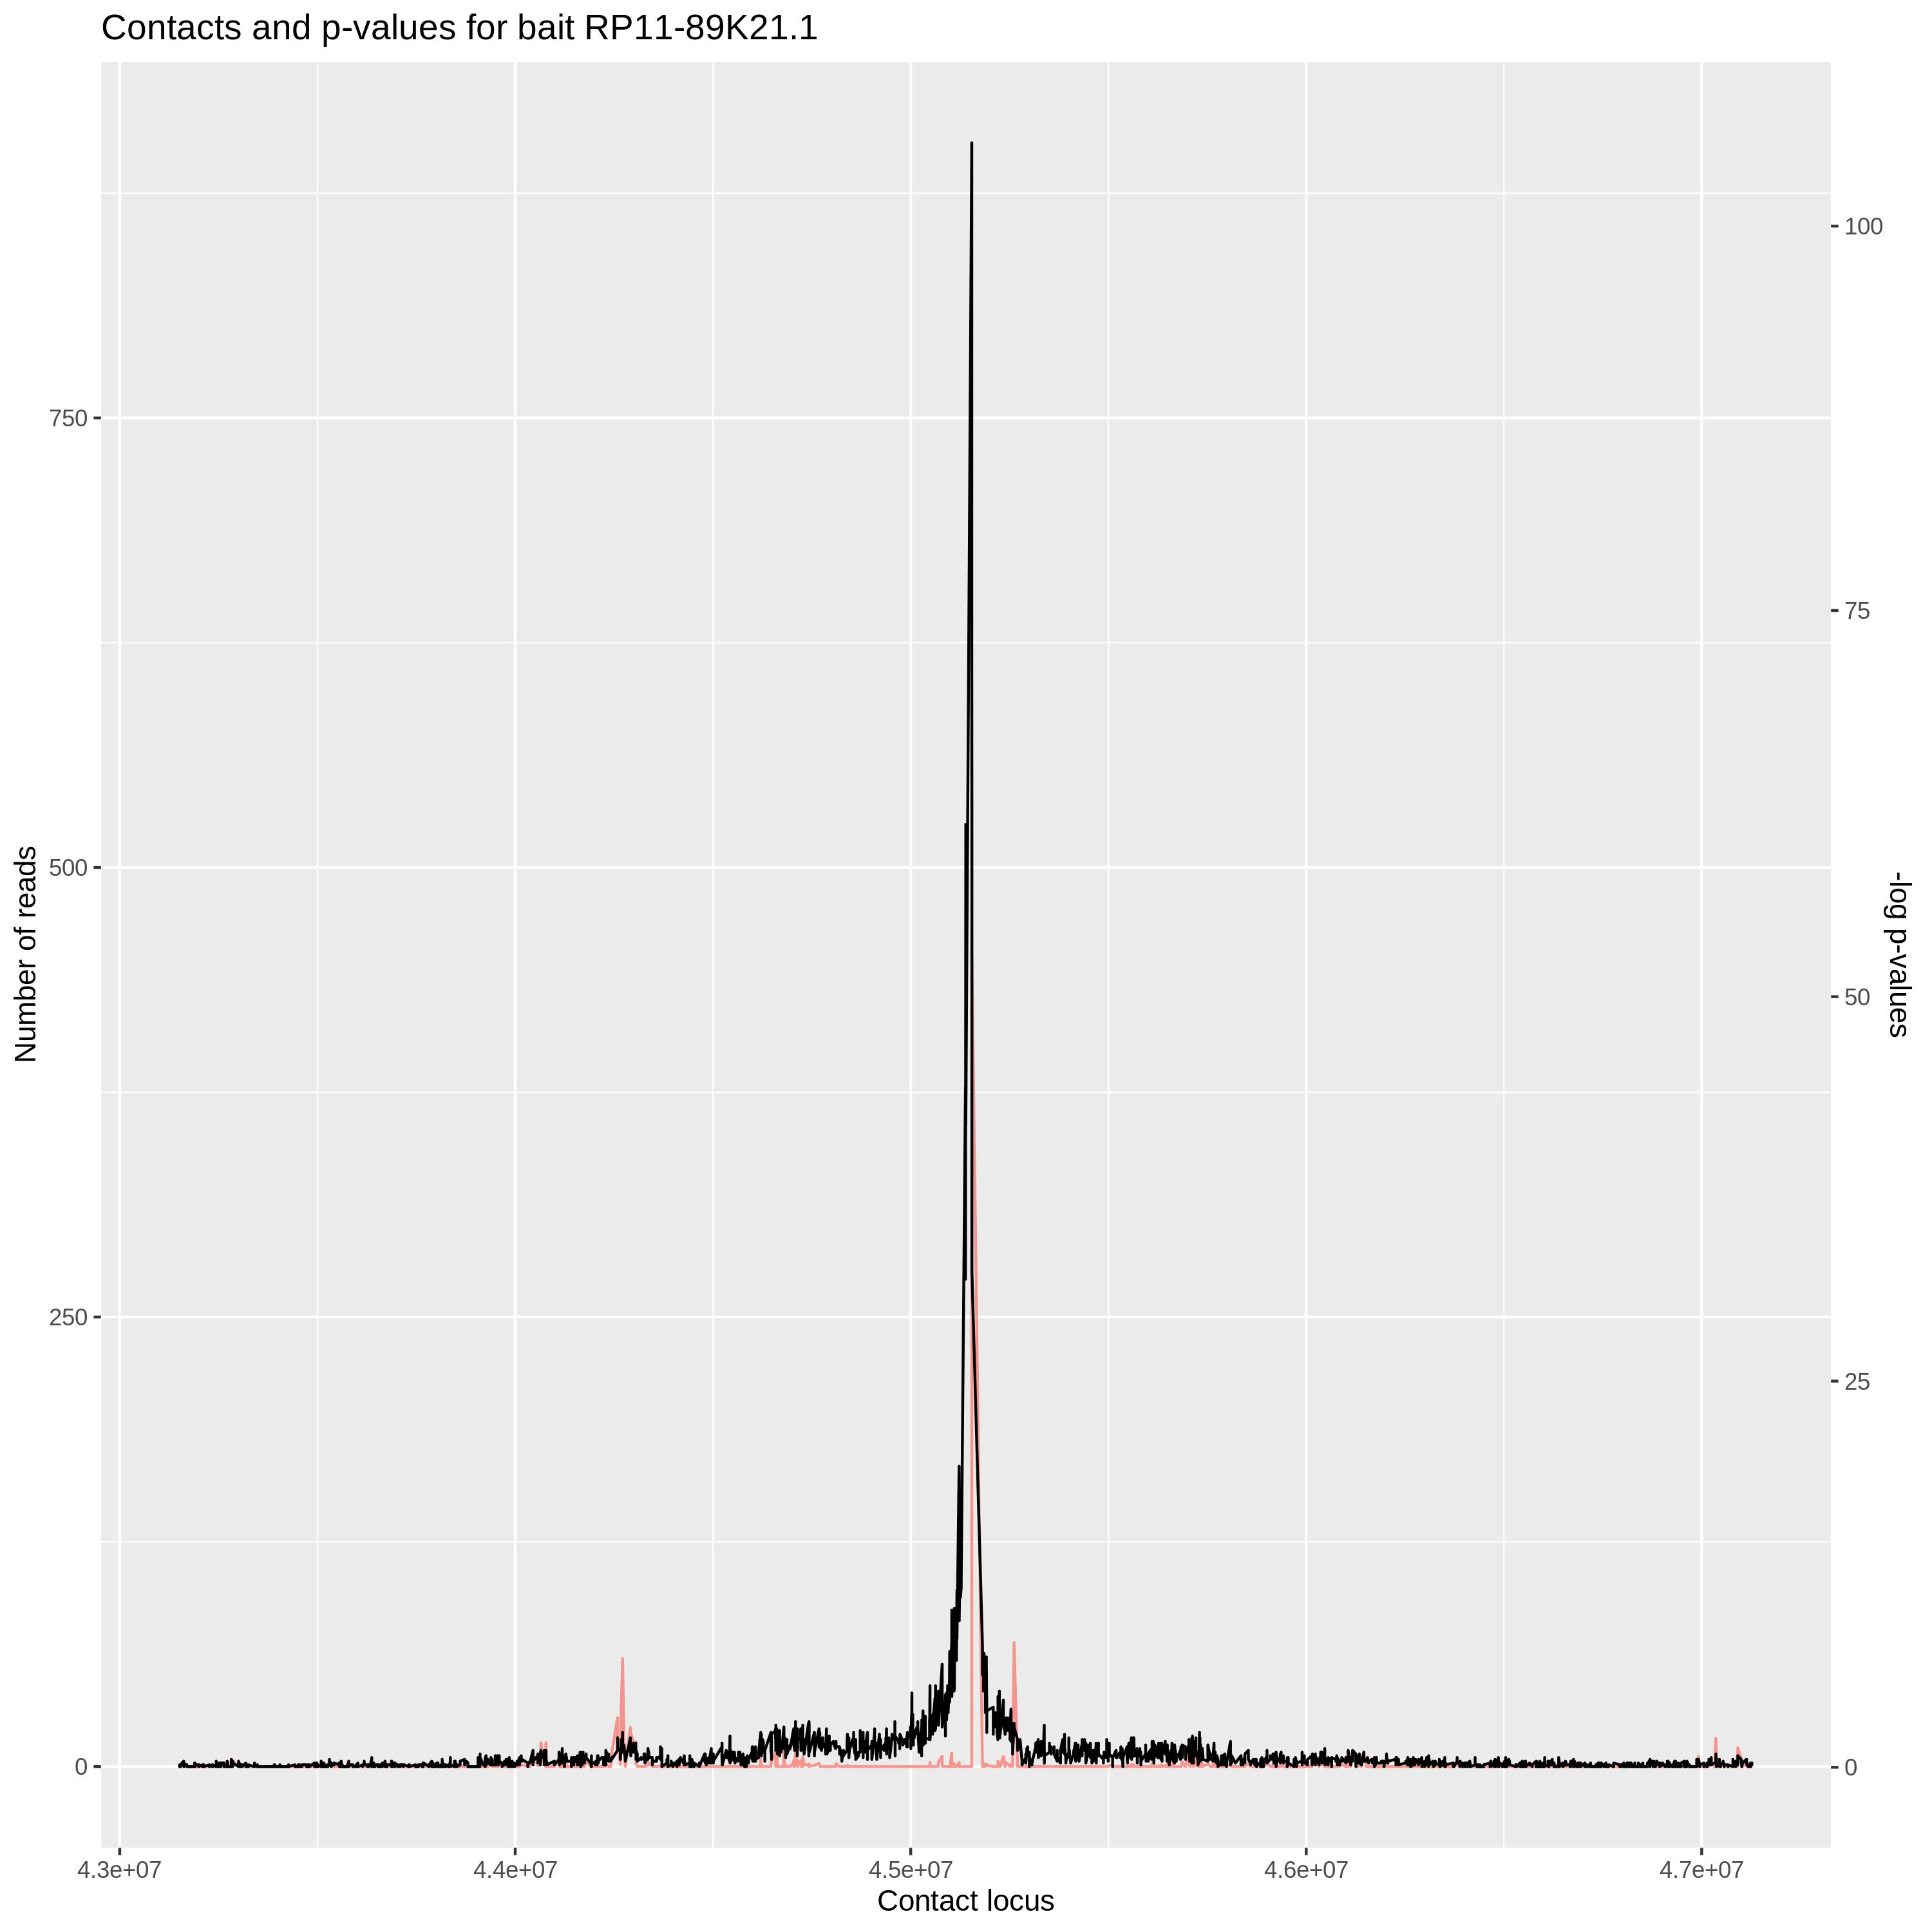 Contacts and p-values for bait RP11-89K21.1
Number of reads
750
500
250
0
100
75
50
25
0
-log p-values
4.3e+07 4.4e+07 4.5e+07 4.6e+07 4.7e+07
Contact locus